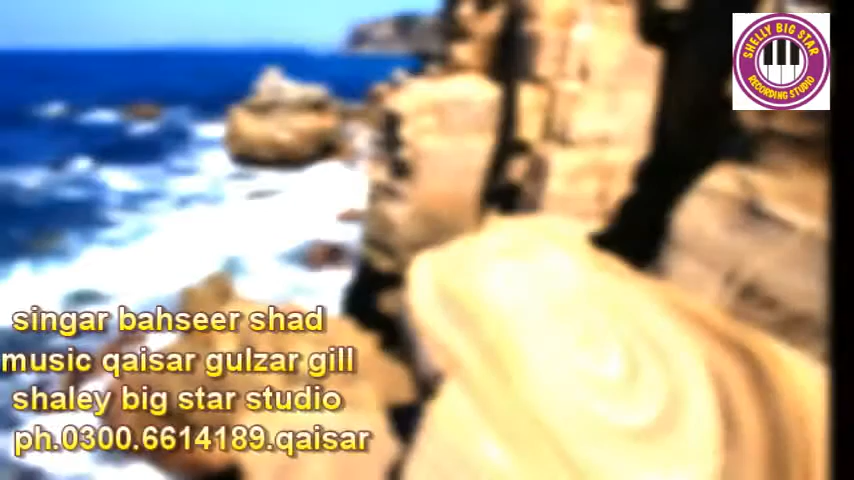 SHELLY BIG STAR
RECORDING STUDIO
singar bahseer shad
music qaisar gulzar gill
shaley big star studio
ph.0300.6614189.qaisar